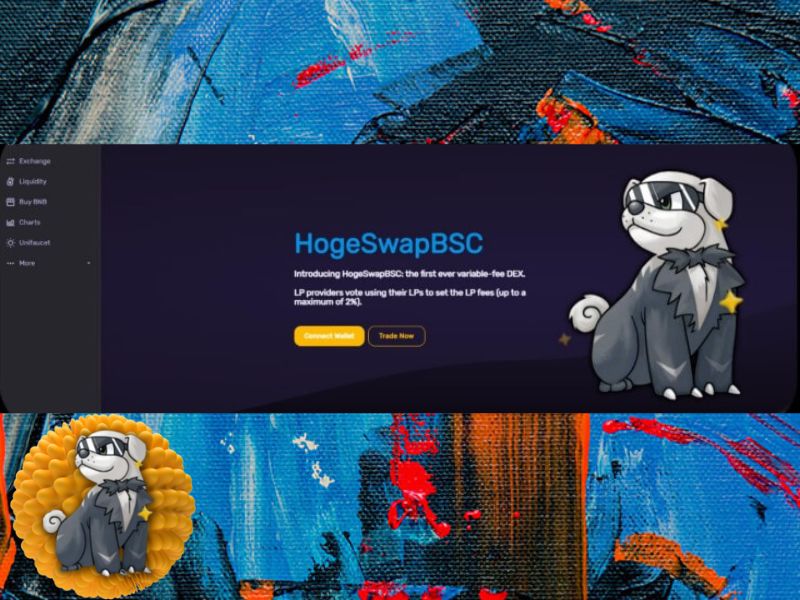 Exchange
Liquidity
Buy BNB
Charts
Unifaucet
More
HogeSwapBSC
Introducing HogeSwapBSC: the first ever variable-fee DEX.
LP providers vote using their LPs to set the LP fees (up to a
maximum of 2%).
Connect Wallet
Trade Now